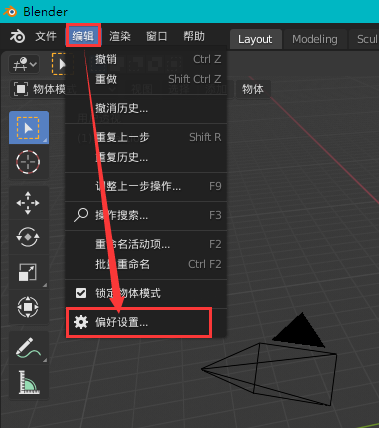 Blender
文件 编辑 渲染 窗口 帮助 Layout Modeling Scul
撤销 Ctrl Z
重做 Shift Ctrl Z
物体模式 物体
撤消历史...
重复上一步 Shift R
重复历史...
调整上一步操作... F9
操作搜索... F3
重命名活动项... F2
批量重命名 Ctrl F2
锁定物体模式
偏好设置...